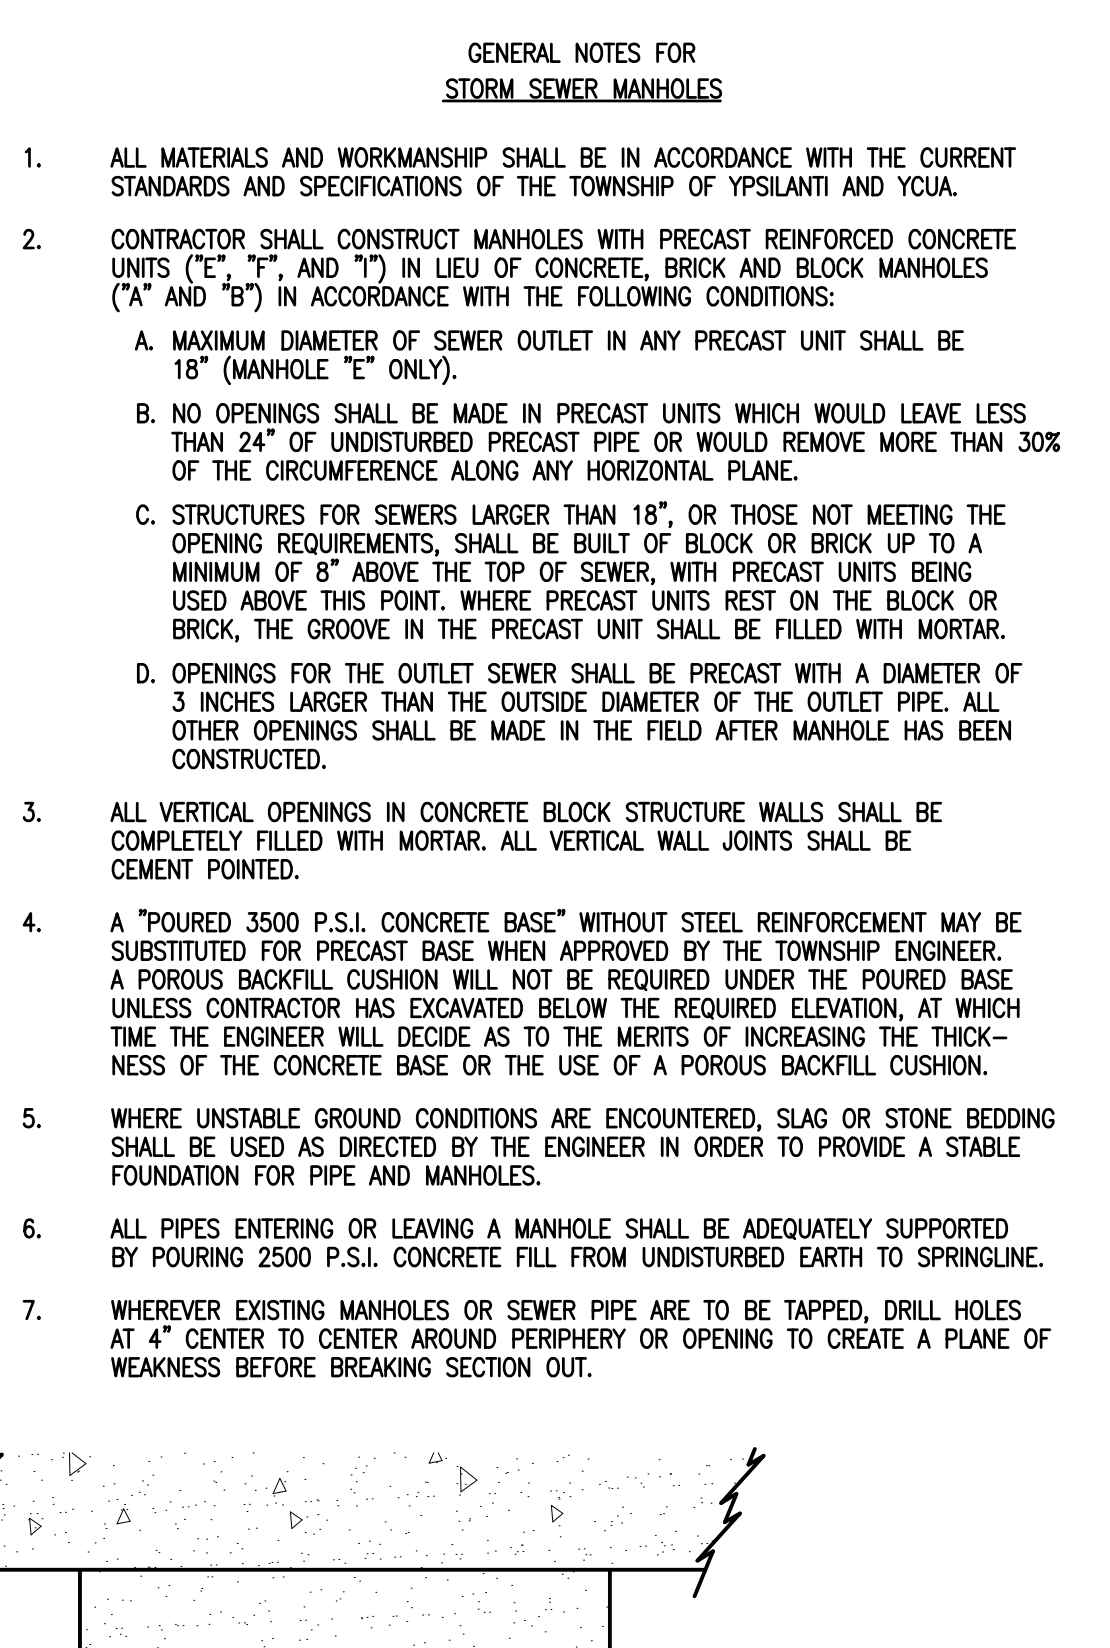 GENERAL NOTES FOR
STORM SEWER MANHOLES
1. ALL MATERIALS AND WORKMANSHIP SHALL BE IN ACCORDANCE WITH THE CURRENT
STANDARDS AND SPECIFICATIONS OF THE TOWNSHIP OF YPSILANTI AND YCUA.
2. CONTRACTOR SHALL CONSTRUCT MANHOLES WITH PRECAST REINFORCED CONCRETE
UNITS ("E", "F", AND "I") IN LIEU OF CONCRETE, BRICK AND BLOCK MANHOLES
("A" AND "B") IN ACCORDANCE WITH THE FOLLOWING CONDITIONS:
A. MAXIMUM DIAMETER OF SEWER OUTLET IN ANY PRECAST UNIT SHALL BE
18" (MANHOLE "E" ONLY).
B. NO OPENINGS SHALL BE MADE IN PRECAST UNITS WHICH WOULD LEAVE LESS
THAN 24" OF UNDISTURBED PRECAST PIPE OR WOULD REMOVE MORE THAN 30%
OF THE CIRCUMFERENCE ALONG ANY HORIZONTAL PLANE.
C. STRUCTURES FOR SEWERS LARGER THAN 18", OR THOSE NOT MEETING THE
OPENING REQUIREMENTS, SHALL BE BUILT OF BLOCK OR BRICK UP TO A
MINIMUM OF 8" ABOVE THE TOP OF SEWER, WITH PRECAST UNITS BEING
USED ABOVE THIS POINT. WHERE PRECAST UNITS REST ON THE BLOCK OR
BRICK, THE GROOVE IN THE PRECAST UNIT SHALL BE FILLED WITH MORTAR.
D. OPENINGS FOR THE OUTLET SEWER SHALL BE PRECAST WITH A DIAMETER OF
3 INCHES LARGER THAN THE OUTSIDE DIAMETER OF THE OUTLET PIPE. ALL
OTHER OPENINGS SHALL BE MADE IN THE FIELD AFTER MANHOLE HAS BEEN
CONSTRUCTED.
3. ALL VERTICAL OPENINGS IN CONCRETE BLOCK STRUCTURE WALLS SHALL BE
COMPLETELY FILLED WITH MORTAR. ALL VERTICAL WALL JOINTS SHALL BE
CEMENT POINTED.
4. A "POURED 3500 P.S.I. CONCRETE BASE" WITHOUT STEEL REINFORCEMENT MAY BE
SUBSTITUTED FOR PRECAST BASE WHEN APPROVED BY THE TOWNSHIP ENGINEER.
A POROUS BACKFILL CUSHION WILL NOT BE REQUIRED UNDER THE POURED BASE
UNLESS CONTRACTOR HAS EXCAVATED BELOW THE REQUIRED ELEVATION, AT WHICH
TIME THE ENGINEER WILL DECIDE AS TO THE MERITS OF INCREASING THE THICK-
NESS OF THE CONCRETE BASE OR THE USE OF A POROUS BACKFILL CUSHION.
5. WHERE UNSTABLE GROUND CONDITIONS ARE ENCOUNTERED, SLAG OR STONE BEDDING
SHALL BE USED AS DIRECTED BY THE ENGINEER IN ORDER TO PROVIDE A STABLE
FOUNDATION FOR PIPE AND MANHOLES.
6. ALL PIPES ENTERING OR LEAVING A MANHOLE SHALL BE ADEQUATELY SUPPORTED
BY POURING 2500 P.S.I. CONCRETE FILL FROM UNDISTURBED EARTH TO SPRINGLINE.
7. WHEREVER EXISTING MANHOLES OR SEWER PIPE ARE TO BE TAPPED, DRILL HOLES
AT 4" CENTER TO CENTER AROUND PERIPHERY OR OPENING TO CREATE A PLANE OF
WEAKNESS BEFORE BREAKING SECTION OUT.